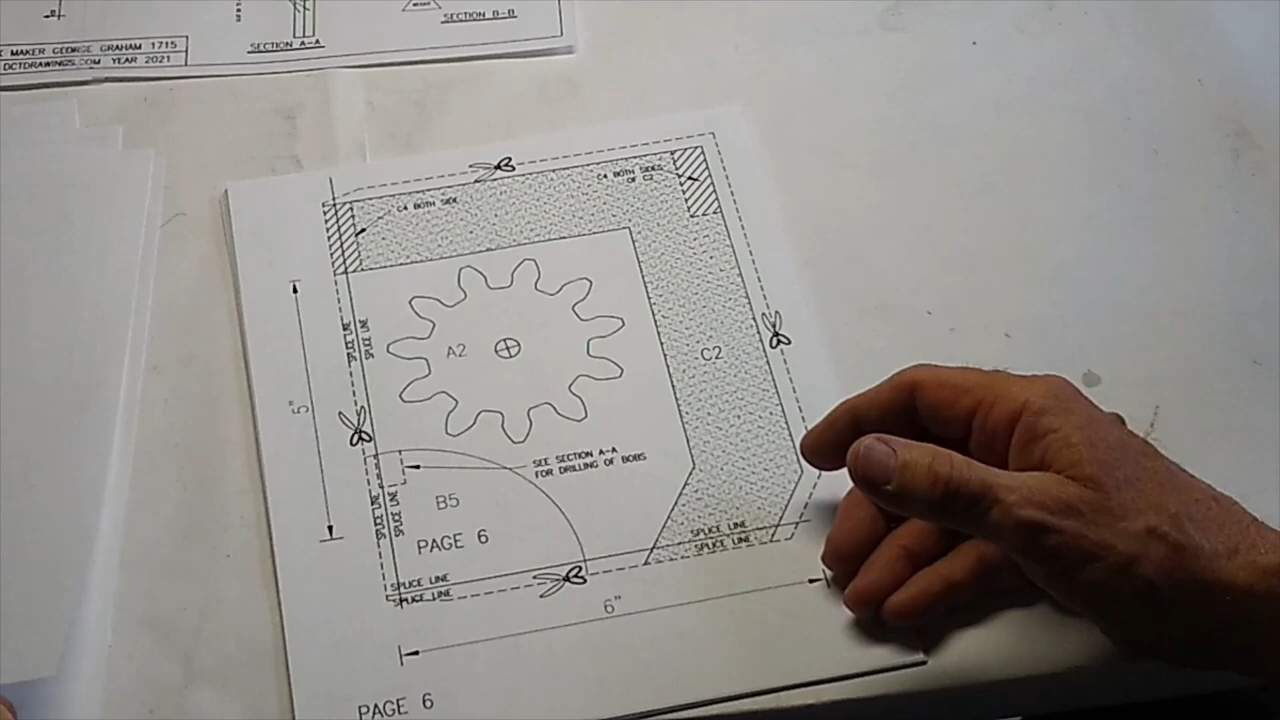 SECTION A-A
SECTION B-B
MAKER GEORGE GRAHAM 1715
DCTDRAWINGS.COM YEAR 2021
C4 BOTH SIDE
C4 BOTH SIDES
OF C2
SPLICE LINE
SPLICE LINE
5"
A2
C2
SEE SECTION A-A
FOR DRILLING OF BOBS
SPLICE LINE
SPLICE LINE
B5
PAGE 6
SPLICE LINE
SPLICE LINE
SPLICE LINE
SPLICE LINE
6"
PAGE 6